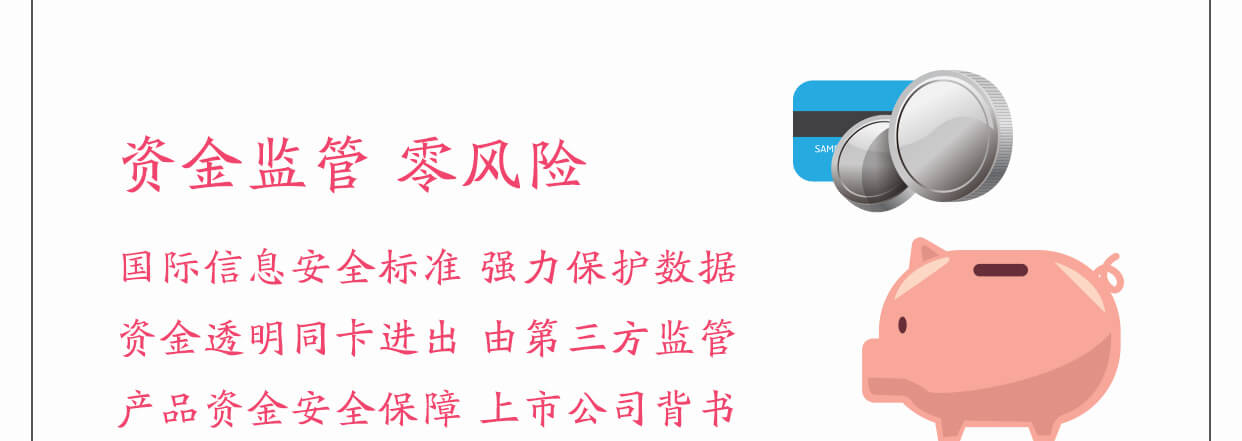 资金监管 零风险
SAM
国际信息安全标准 强力保护数据
资金透明同卡进出 由第三方监管
产品资金安全保障 上市公司背书